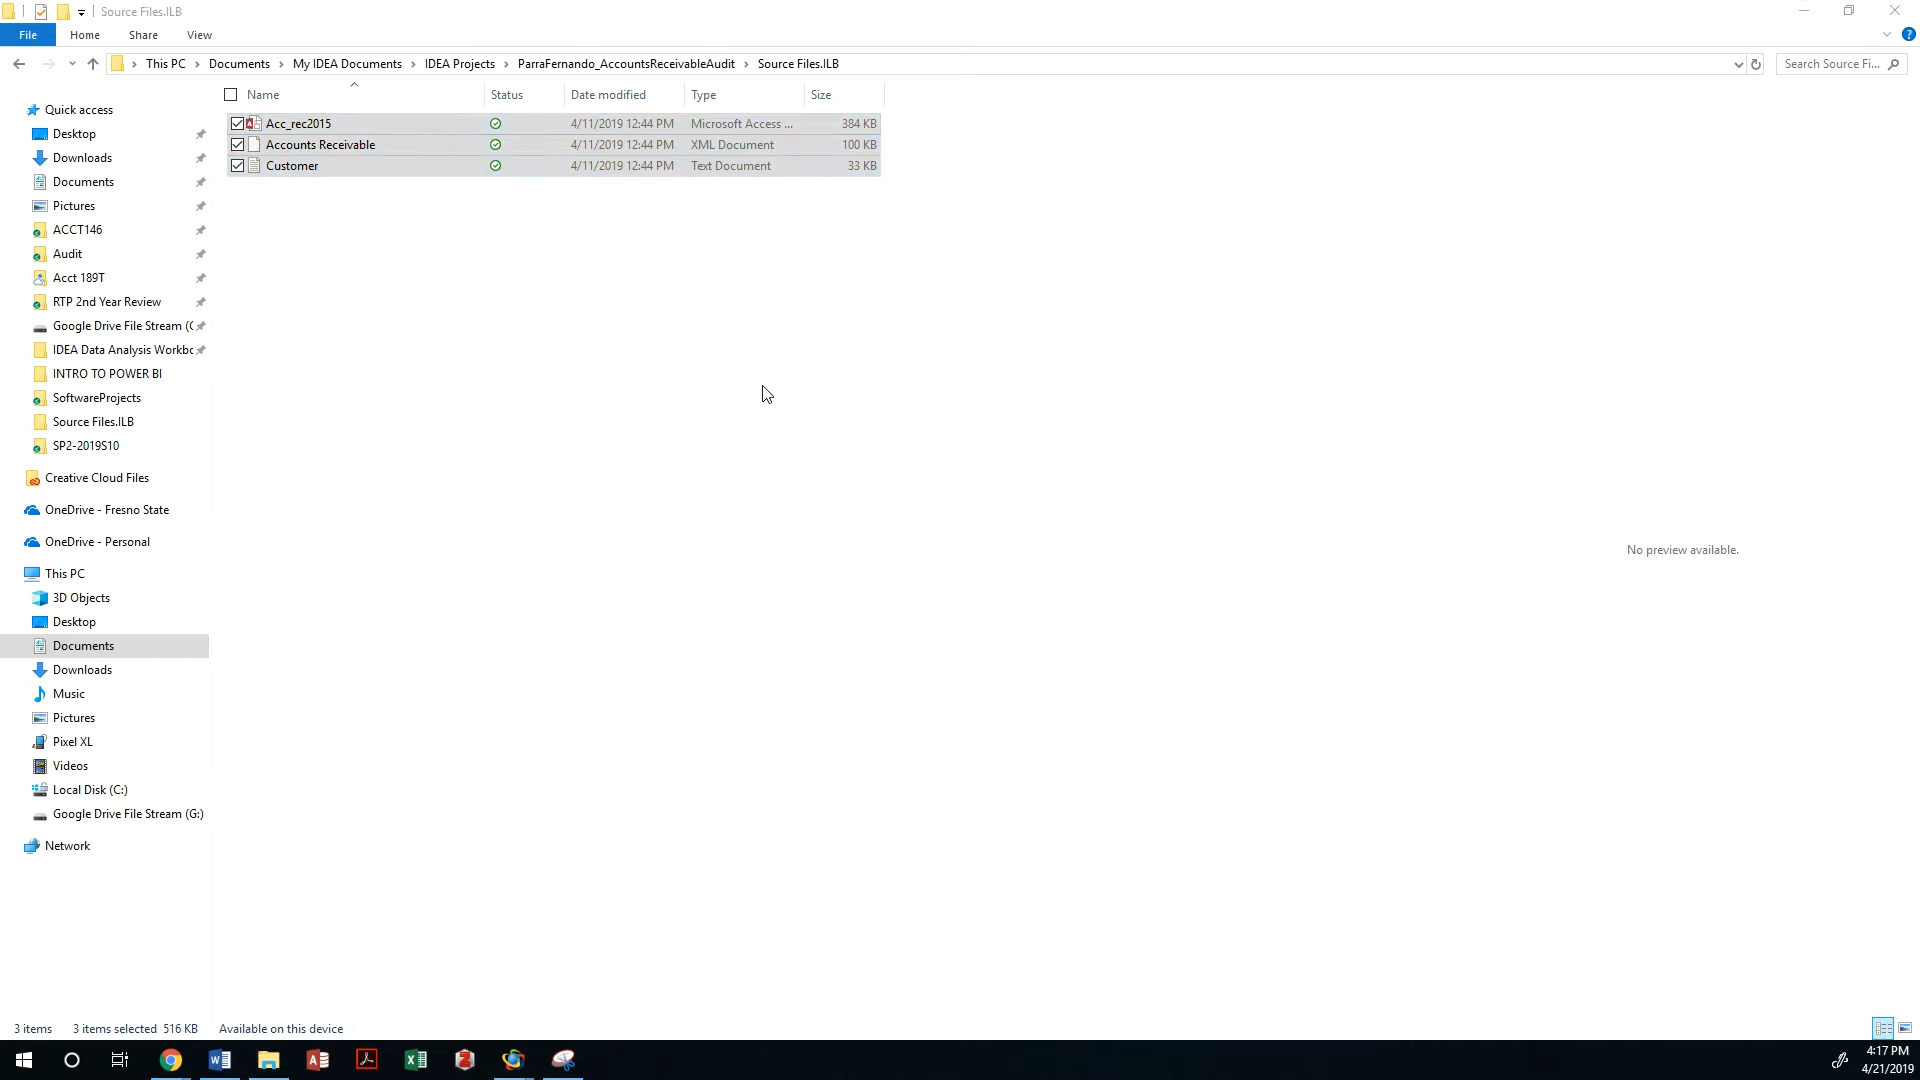 Source Files.ILB
File Home Share View
This PC Documents My IDEA Documents IDEA Projects ParraFernando_AccountsReceivableAudit Source Files.ILB Search Source Fi...
Name Status Date modified Type Size
Acc_rec2015 4/11/2019 12:44 PM Microsoft Access ... 384 KB
Accounts Receivable 4/11/2019 12:44 PM XML Document 100 KB
Customer 4/11/2019 12:44 PM Text Document 33 KB
Quick access
Desktop
Downloads
Documents
Pictures
ACCT146
Audit
Acct 189T
RTP 2nd Year Review
Google Drive File Stream (G
IDEA Data Analysis Workbo
INTRO TO POWER BI
SoftwareProjects
Source Files.ILB
SP2-2019S10
Creative Cloud Files
OneDrive - Fresno State
OneDrive - Personal
This PC
3D Objects
Desktop
Documents
Downloads
Music
Pictures
Pixel XL
Videos
Local Disk (C:)
Google Drive File Stream (G:)
Network
No preview available.
3 items 3 items selected 516 KB Available on this device
4:17 PM
4/21/2019